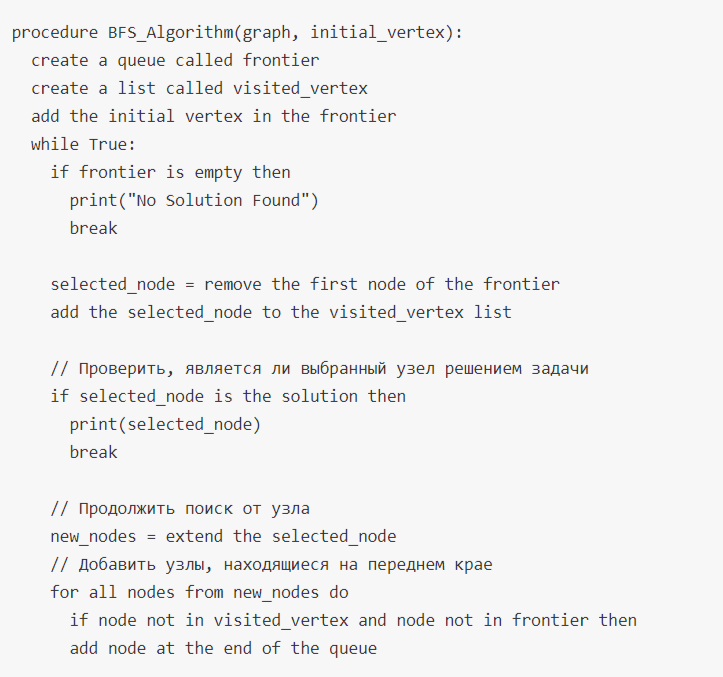 procedure BFS_Algorithm(graph, initial_vertex):
  create a queue called frontier
  create a list called visited_vertex
  add the initial vertex in the frontier
  while True:
    if frontier is empty then
      print("No Solution Found")
      break

    selected_node = remove the first node of the frontier
    add the selected_node to the visited_vertex list

    // Проверить, является ли выбранный узел решением задачи
    if selected_node is the solution then
      print(selected_node)
      break

    // Продолжить поиск от узла
    new_nodes = extend the selected_node
    // Добавить узлы, находящиеся на переднем крае
    for all nodes from new_nodes do
      if node not in visited_vertex and node not in frontier then
      add node at the end of the queue